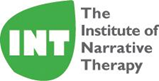 INT
The
Institute of
Narrative
Therapy